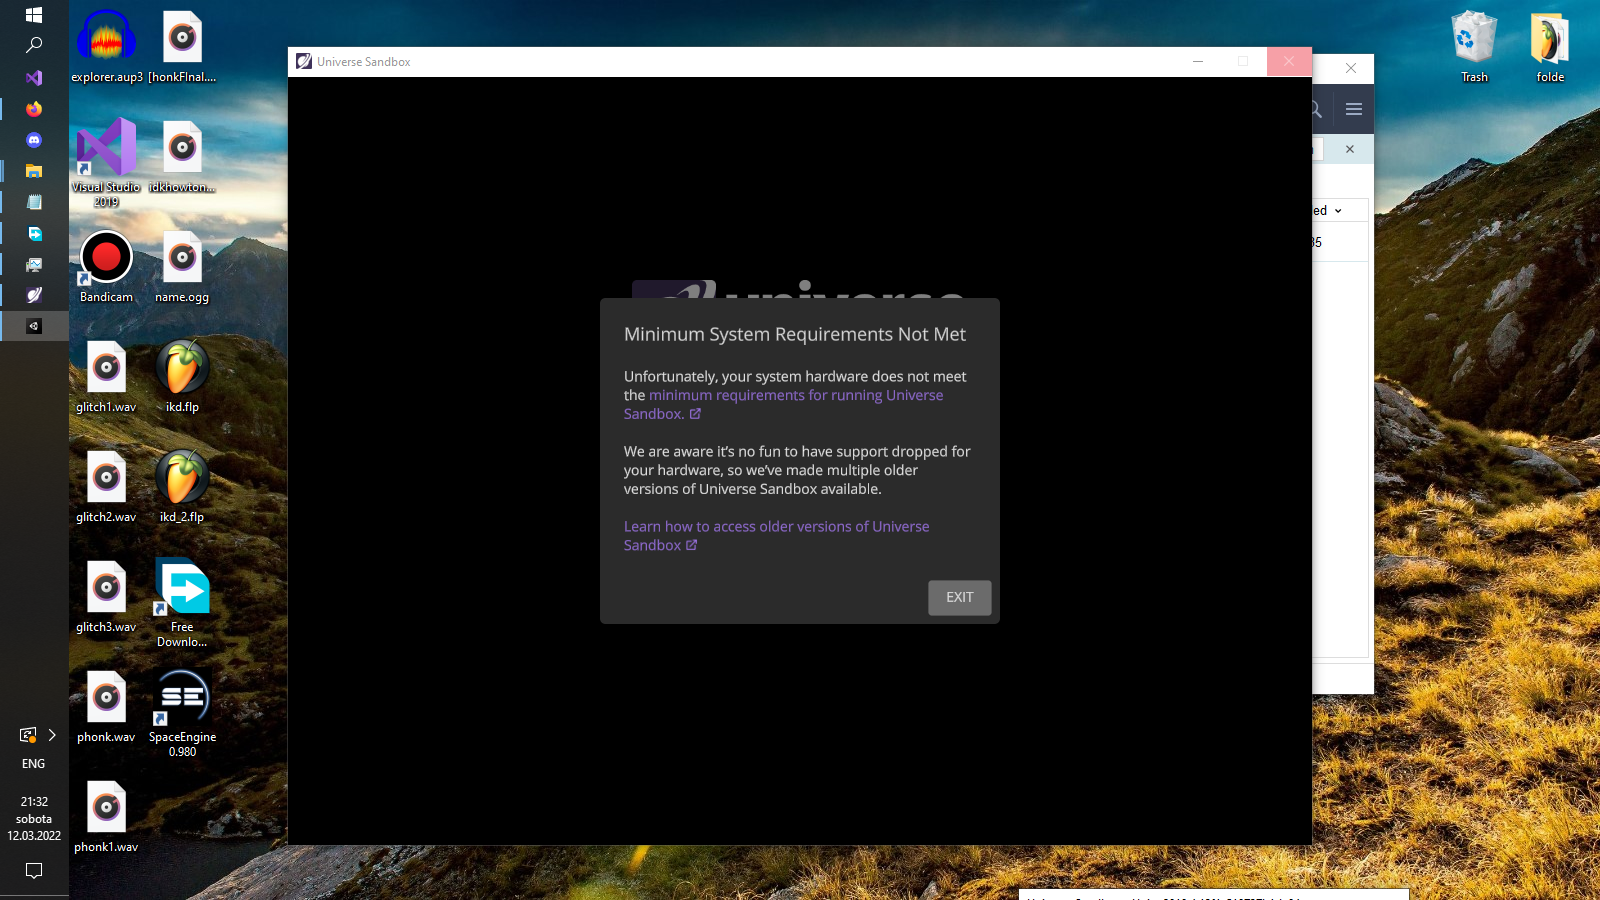 explorer.aup3
[honkFInal....
Visual Studio
2019
idkhowton...
Bandicam
name.ogg
glitch1.wav
ikd.flp
glitch2.wav
ikd_2.flp
glitch3.wav
Free
Downlo...
phonk.wav
SpaceEngine
0.980
phonk1.wav
ENG
21:32
sobota
12.03.2022
Universe Sandbox
universe
Minimum System Requirements Not Met
Unfortunately, your system hardware does not meet
the minimum requirements for running Universe
Sandbox.
We are aware it’s no fun to have support dropped for
your hardware, so we’ve made multiple older
versions of Universe Sandbox available.
Learn how to access older versions of Universe
Sandbox
EXIT
Trash
folde
SE